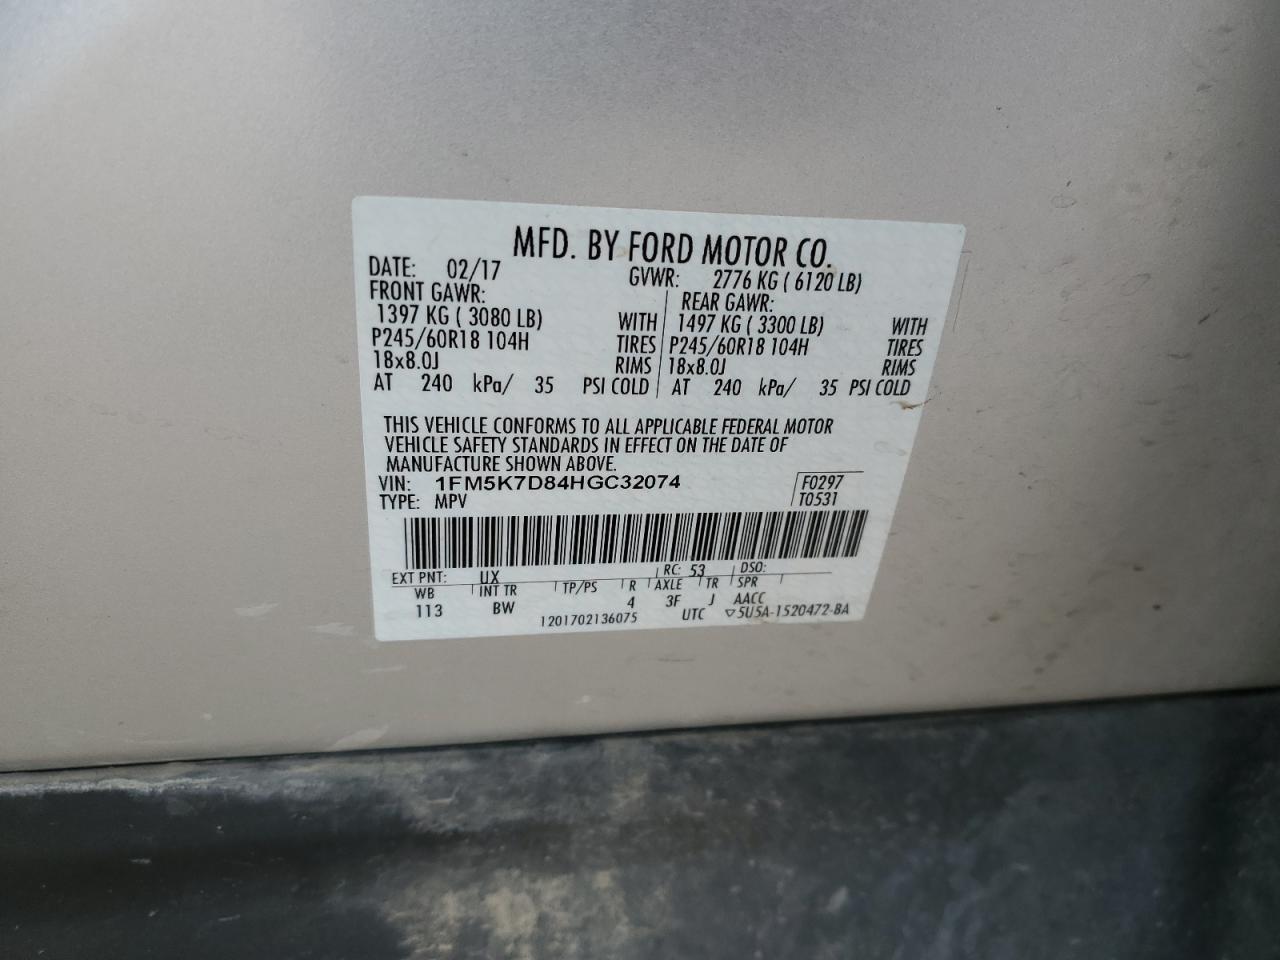 MFD. BY FORD MOTOR CO.
DATE: 02/17 GVWR: 2776 KG ( 6120 LB)
FRONT GAWR: REAR GAWR:
1397 KG ( 3080 LB) WITH 1497 KG ( 3300 LB) WITH
P245/60R18 104H TIRES P245/60R18 104H TIRES
18x8.0J RIMS 18x8.0J RIMS
AT 240 kPa/ 35 PSI COLD AT 240 kPa/ 35 PSI COLD
THIS VEHICLE CONFORMS TO ALL APPLICABLE FEDERAL MOTOR
VEHICLE SAFETY STANDARDS IN EFFECT ON THE DATE OF
MANUFACTURE SHOWN ABOVE.
VIN: 1FM5K7D84HGC32074 F0297
TYPE: MPV T0531
EXT PNT: UX RC: 53 DSO:
WB INT TR TP/PS R AXLE TR SPR
113 BW 4 3F J AACC
1201702136075 UTC ▽5U5A-1520472-BA